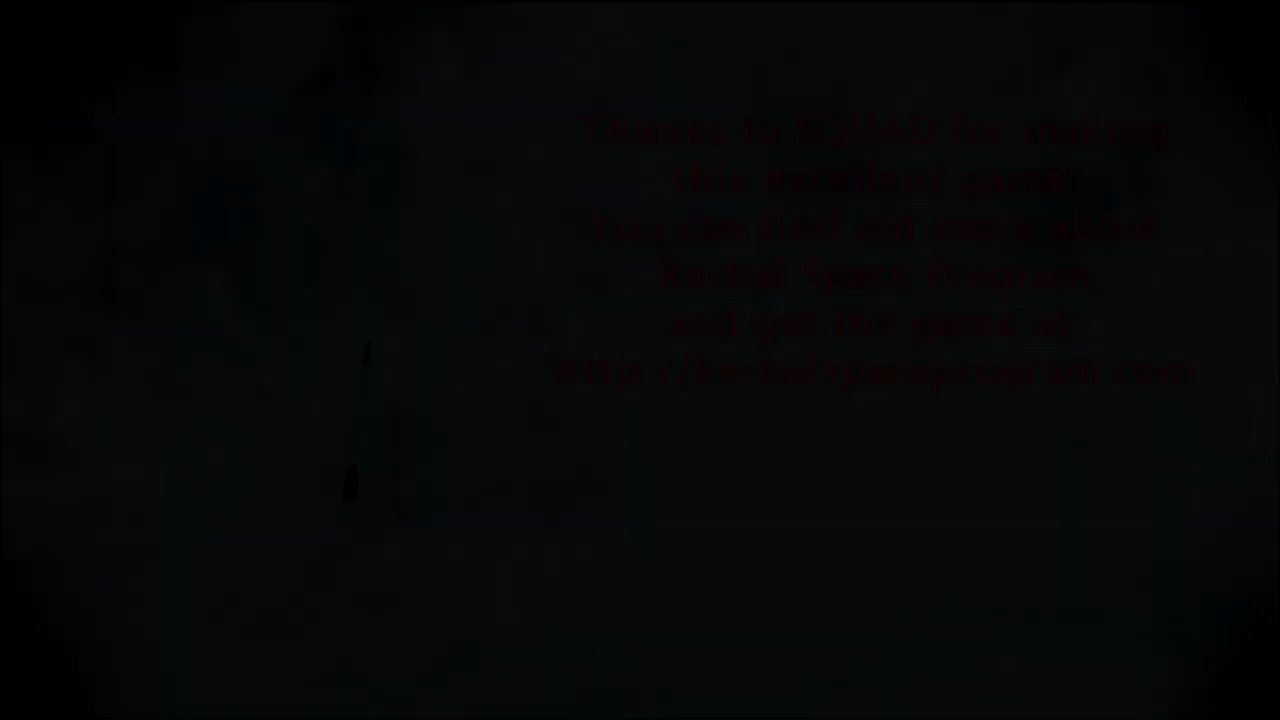 Thanks to SQUAD for making
this excellent game!
You can find out more about
Kerbal Space Program
and get the game at
http://kerbalspaceprogram.com